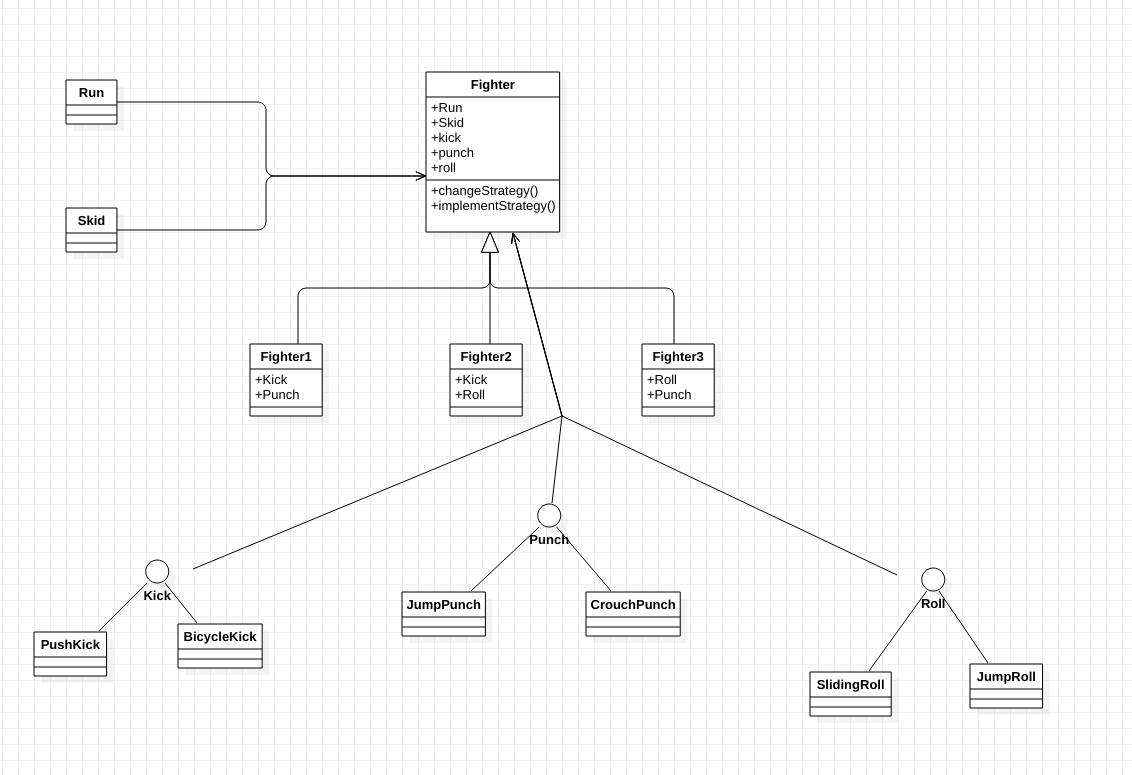 Fighter
+Run
+Skid
+kick
+punch
+roll
+changeStrategy()
+implementStrategy()
Run
Skid
Fighter1
+Kick
+Punch
Fighter2
+Kick
+Roll
Fighter3
+Roll
+Punch
Punch
Kick
Roll
JumpPunch
CrouchPunch
PushKick
BicycleKick
SlidingRoll
JumpRoll